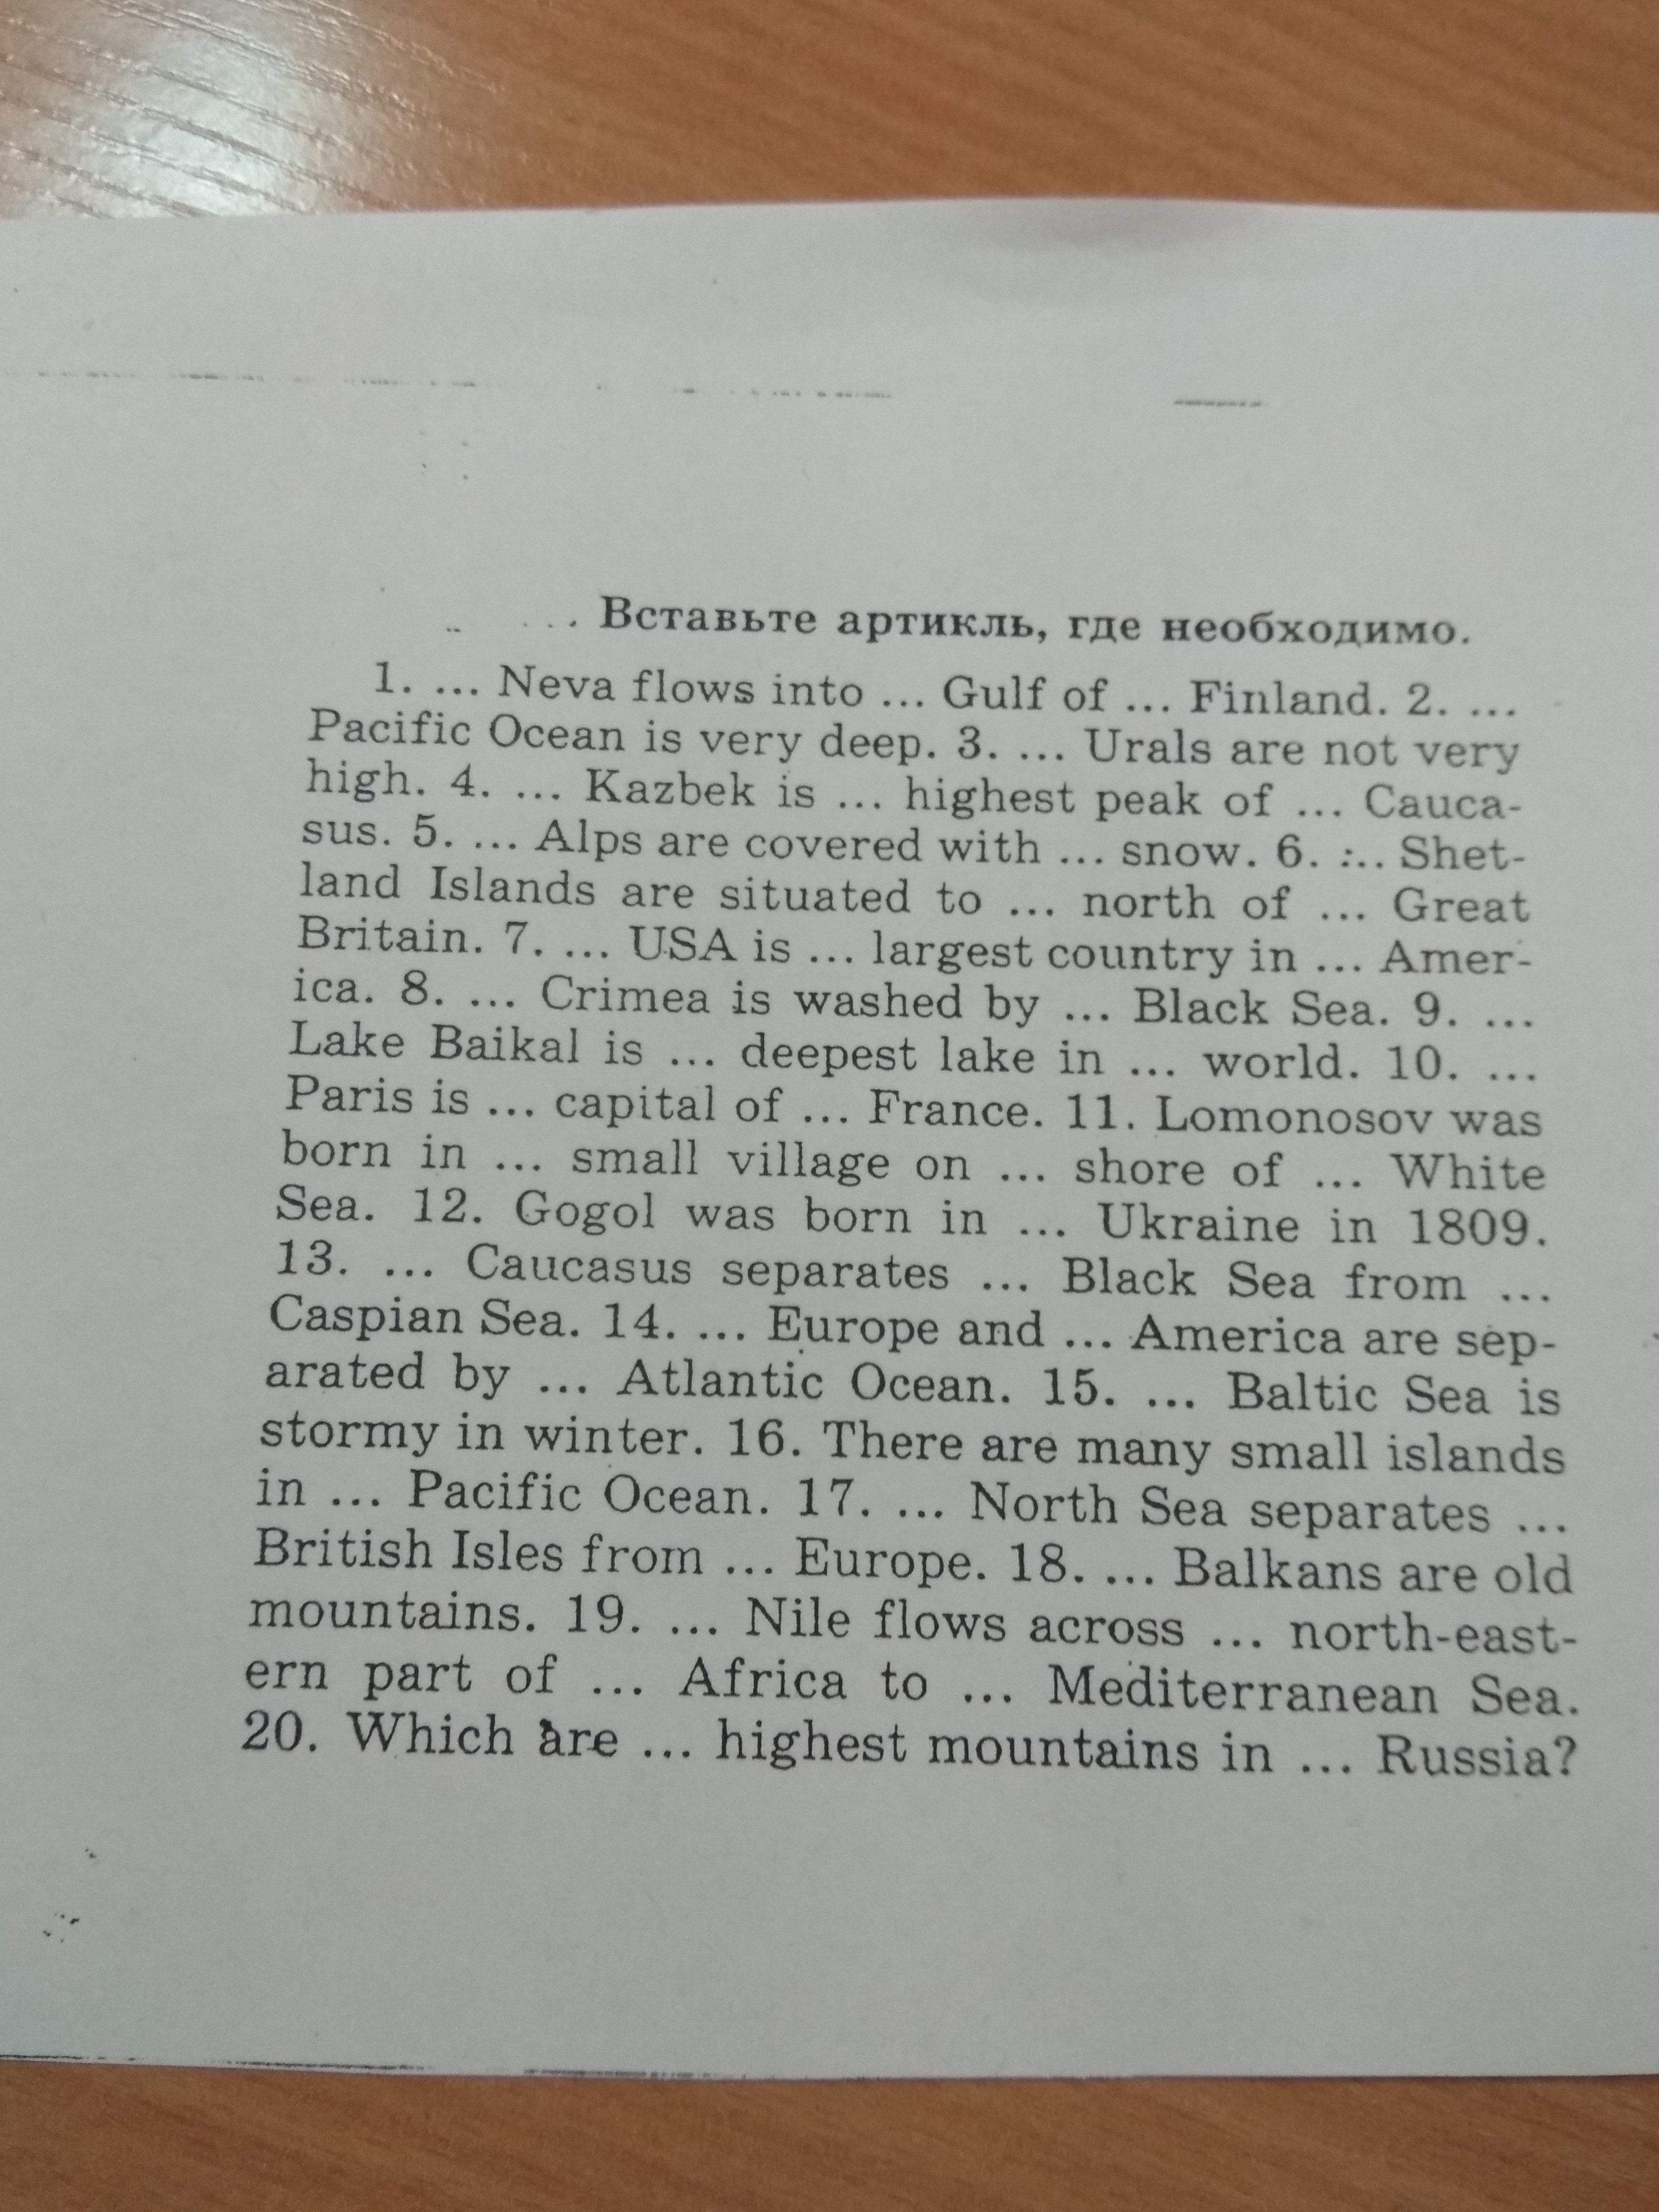 Вставьте артикль, где необходимо.
1. ... Neva flows into ... Gulf of ... Finland. 2. ...
Pacific Ocean is very deep. 3. ... Urals are not very
high. 4. ... Kazbek is ... highest peak of ... Cauca-
sus. 5. ... Alps are covered with ... snow. 6. ... Shet-
land Islands are situated to ... north of ... Great
Britain. 7. ... USA is ... largest country in ... Amer-
ica. 8. ... Crimea is washed by ... Black Sea. 9. ...
Lake Baikal is ... deepest lake in ... world. 10. ...
Paris is ... capital of ... France. 11. Lomonosov was
born in ... small village on ... shore of ... White
Sea. 12. Gogol was born in ... Ukraine in 1809.
13. ... Caucasus separates ... Black Sea from ...
Caspian Sea. 14. ... Europe and ... America are sep-
arated by ... Atlantic Ocean. 15. ... Baltic Sea is
stormy in winter. 16. There are many small islands
in ... Pacific Ocean. 17. ... North Sea separates ...
British Isles from ... Europe. 18. ... Balkans are old
mountains. 19. ... Nile flows across ... north-east-
ern part of ... Africa to ... Mediterranean Sea.
20. Which are ... highest mountains in ... Russia?